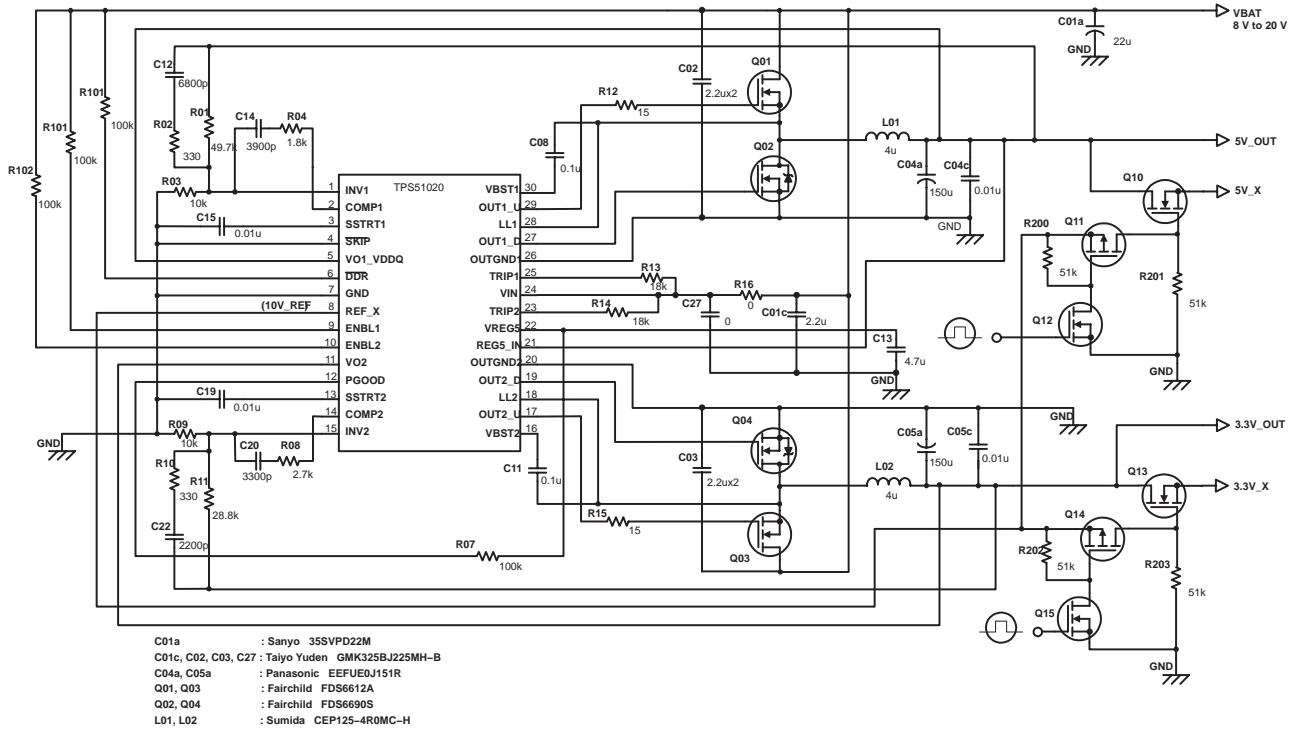 VBAT
8 V to 20 V
C01a
22u
GND
C12
6800p
R101
100k
R101
100k
R102
100k
R02
330
R01
49.7k
C14
3900p
R04
1.8k
R03
10k
C15
0.01u
C02
2.2ux2
Q01
R12
15
C08
0.1u
Q02
L01
4u
C04a
150u
C04c
0.01u
GND
5V_OUT
5V_X
Q10
Q11
R200
51k
R201
51k
Q12
GND
TPS51020
1 INV1
2 COMP1
3 SSTRT1
4 SKIP
5 VO1_VDDQ
6 DDR
7 GND
(10V_REF)
8 REF_X
9 ENBL1
10 ENBL2
11 VO2
12 PGOOD
13 SSTRT2
14 COMP2
15 INV2
VBST1 30
OUT1_U 29
LL1 28
OUT1_D 27
OUTGND1 26
TRIP1 25
VIN 24
TRIP2 23
VREG5 22
REG5_IN 21
OUTGND2 20
OUT2_D 19
LL2 18
OUT2_U 17
VBST2 16
R13
18k
R14
18k
C27
0
R16
0
C01c
2.2u
C13
4.7u
GND
C19
0.01u
R09
10k
GND
R10
330
R11
28.8k
C20
3300p
R08
2.7k
C22
2200p
R07
100k
C11
0.1u
R15
15
C03
2.2ux2
Q04
Q03
L02
4u
C05a
150u
C05c
0.01u
GND
3.3V_OUT
3.3V_X
Q13
Q14
R202
51k
R203
51k
Q15
GND
C01a : Sanyo 35SVPD22M
C01c, C02, C03, C27 : Taiyo Yuden GMK325BJ225MH–B
C04a, C05a : Panasonic EEFUE0J151R
Q01, Q03 : Fairchild FDS6612A
Q02, Q04 : Fairchild FDS6690S
L01, L02 : Sumida CEP125–4R0MC–H